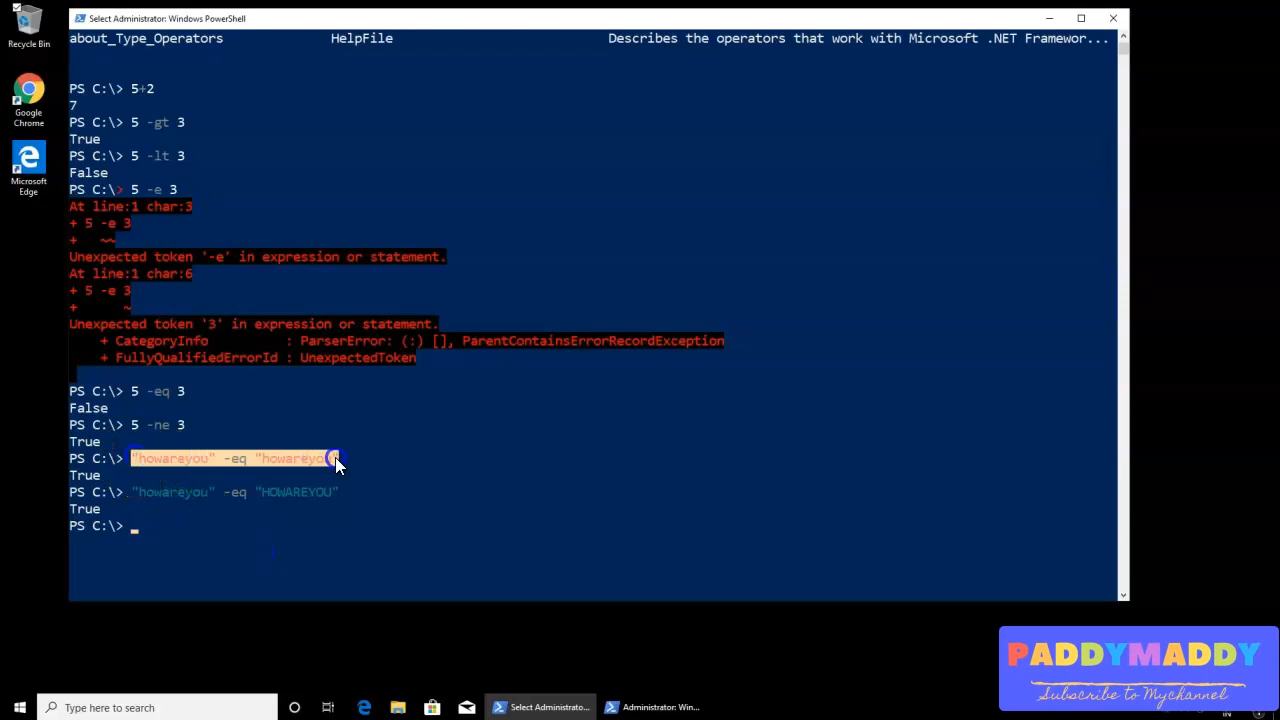 Recycle Bin
Google
Chrome
Microsoft
Edge
Select Administrator: Windows PowerShell
about_Type_Operators HelpFile Describes the operators that work with Microsoft .NET Framewor...
PS C:\> 5+2
7
PS C:\> 5 -gt 3
True
PS C:\> 5 -lt 3
False
PS C:\> 5 -e 3
At line:1 char:3
+ 5 -e 3
+   ~~
Unexpected token '-e' in expression or statement.
At line:1 char:6
+ 5 -e 3
+      ~
Unexpected token '3' in expression or statement.
+ CategoryInfo : ParserError: (:) [], ParentContainsErrorRecordException
+ FullyQualifiedErrorId : UnexpectedToken
PS C:\> 5 -eq 3
False
PS C:\> 5 -ne 3
True
PS C:\> "howareyou" -eq "howareyou"
True
PS C:\> "howareyou" -eq "HOWAREYOU"
True
PS C:\>
PADDYMADDY
Subscribe to Mychannel
Type here to search
Select Administrato...
Administrator: Win...